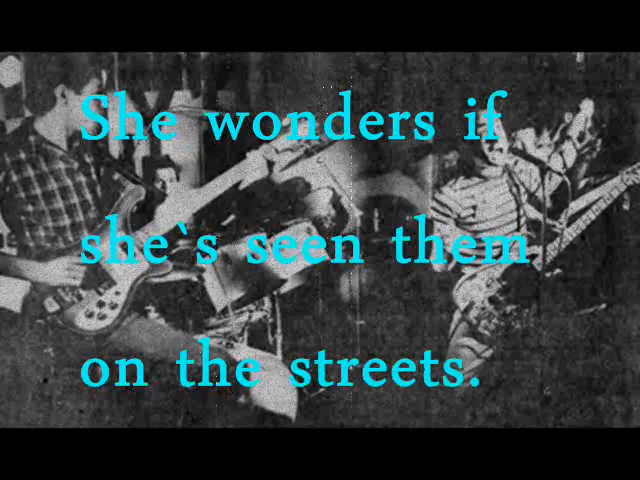 She wonders if
she`s seen them
on the streets.